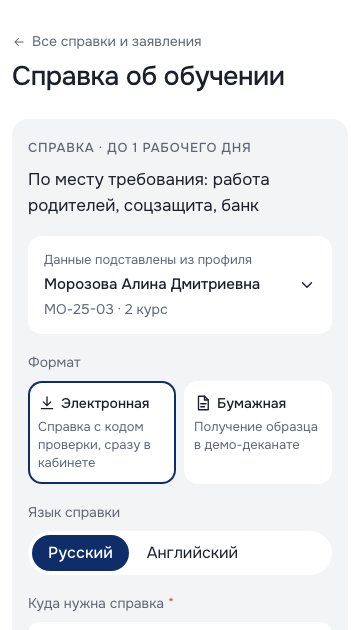 ← Все справки и заявления
Справка об обучении
СПРАВКА · ДО 1 РАБОЧЕГО ДНЯ
По месту требования: работа
родителей, соцзащита, банк
Данные подставлены из профиля
Морозова Алина Дмитриевна
МО-25-03 · 2 курс
Формат
Электронная
Справка с кодом
проверки, сразу в
кабинете
Бумажная
Получение образца
в демо-деканате
Язык справки
Русский
Английский
Куда нужна справка *